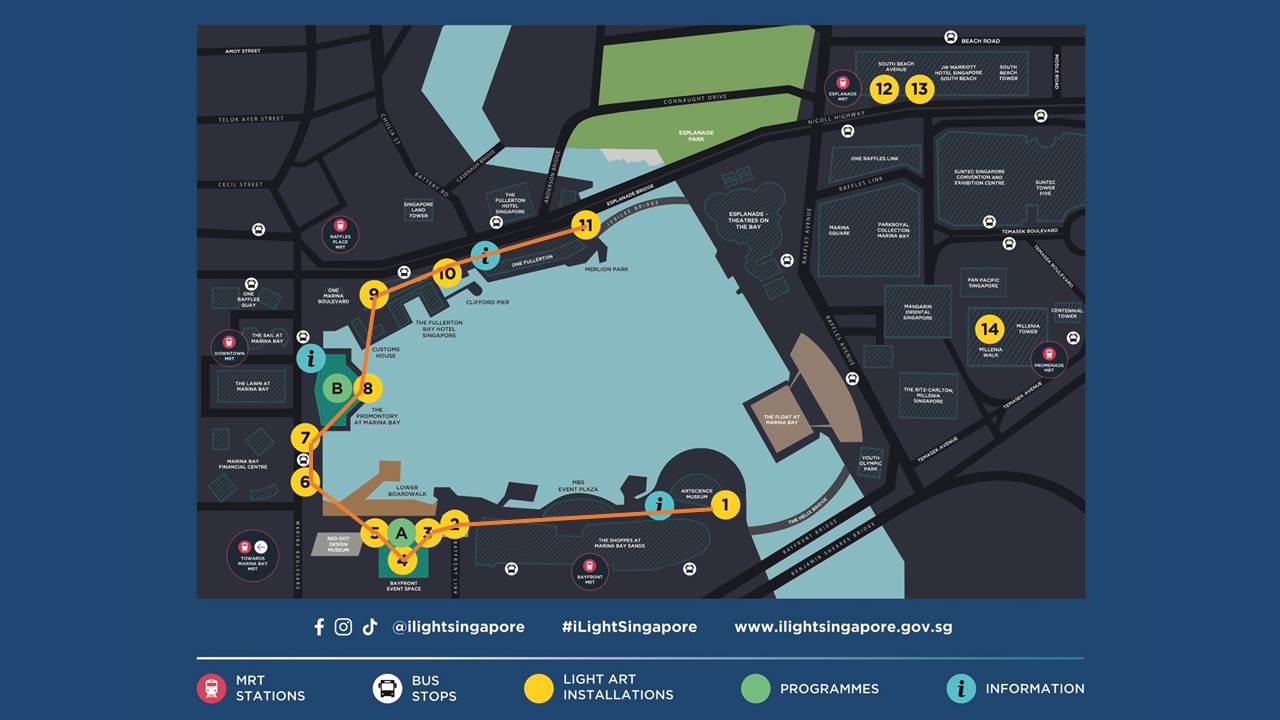 AMOY STREET
TELOK AYER STREET
CECIL STREET
CHULIA ST
BATTERY RD
CAVENAGH BRIDGE
ANDERSON BRIDGE
CONNAUGHT DRIVE
ESPLANADE
PARK
BEACH ROAD
MIDDLE ROAD
SOUTH BEACH
AVENUE
JW MARRIOTT
HOTEL SINGAPORE
SOUTH BEACH
SOUTH
BEACH
TOWER
ESPLANADE
MRT
12
13
NICOLL HIGHWAY
ONE RAFFLES LINK
RAFFLES LINK
SUNTEC SINGAPORE
CONVENTION AND
EXHIBITION CENTRE
SUNTEC
TOWER
FIVE
SINGAPORE
LAND
TOWER
THE
FULLERTON
HOTEL
SINGAPORE
ESPLANADE BRIDGE
JUBILEE BRIDGE
ESPLANADE -
THEATRES ON
THE BAY
RAFFLES AVENUE
MARINA
SQUARE
PARKROYAL
COLLECTION
MARINA BAY
TEMASEK BOULEVARD
TEMASEK BOULEVARD
RAFFLES
PLACE
MRT
11
i
10
ONE FULLERTON
MERLION PARK
CLIFFORD PIER
9
ONE
MARINA
BOULEVARD
ONE
RAFFLES
QUAY
THE FULLERTON
BAY HOTEL
SINGAPORE
PAN PACIFIC
SINGAPORE
MANDARIN
ORIENTAL
SINGAPORE
CENTENNIAL
TOWER
14
MILLENIA
TOWER
MILLENIA
WALK
PROMENADE
MRT
THE SAIL AT
MARINA BAY
DOWNTOWN
MRT
i
CUSTOMS
HOUSE
RAFFLES AVENUE
THE LAWN AT
MARINA BAY
B
8
THE
PROMONTORY
AT MARINA BAY
THE FLOAT AT
MARINA BAY
THE RITZ-CARLTON,
MILLENIA
SINGAPORE
TEMASEK AVENUE
TEMASEK AVENUE
7
MARINA BAY
FINANCIAL CENTRE
6
YOUTH
OLYMPIC
PARK
LOWER
BOARDWALK
MBS
EVENT PLAZA
ARTSCIENCE
MUSEUM
i
1
THE HELIX BRIDGE
BAYFRONT BRIDGE
BENJAMIN SHEARES BRIDGE
5
A
3
2
4
RED DOT
DESIGN
MUSEUM
THE SHOPPES AT
MARINA BAY SANDS
TOWARDS
MARINA BAY
MRT
MARINA BOULEVARD
BAYFRONT
EVENT SPACE
BAYFRONT LINK
BAYFRONT
MRT
@ilightsingapore
#iLightSingapore
www.ilightsingapore.gov.sg
MRT
STATIONS
BUS
STOPS
LIGHT ART
INSTALLATIONS
PROGRAMMES
i
INFORMATION